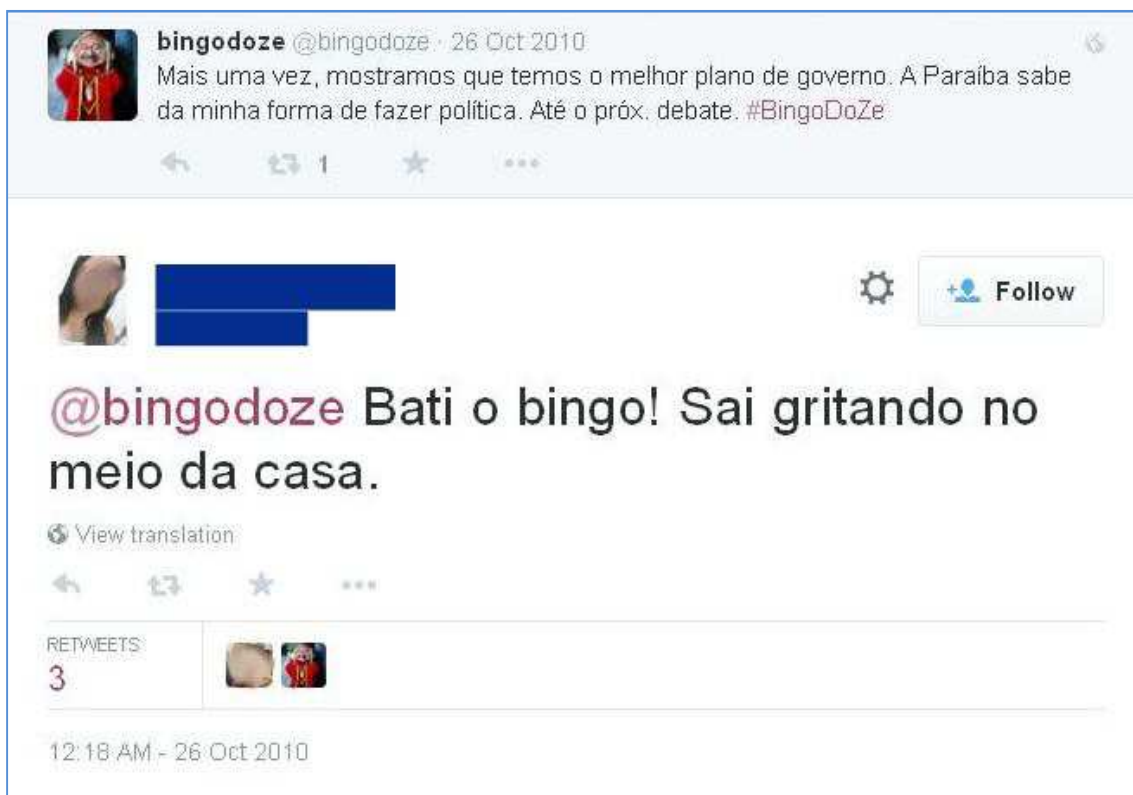 bingodoze @bingodoze · 26 Oct 2010
Mais uma vez, mostramos que temos o melhor plano de governo. A Paraíba sabe
da minha forma de fazer política. Até o próx. debate. #BingoDoZe
1
Follow
@bingodoze Bati o bingo! Sai gritando no
meio da casa.
View translation
RETWEETS
3
12:18 AM - 26 Oct 2010